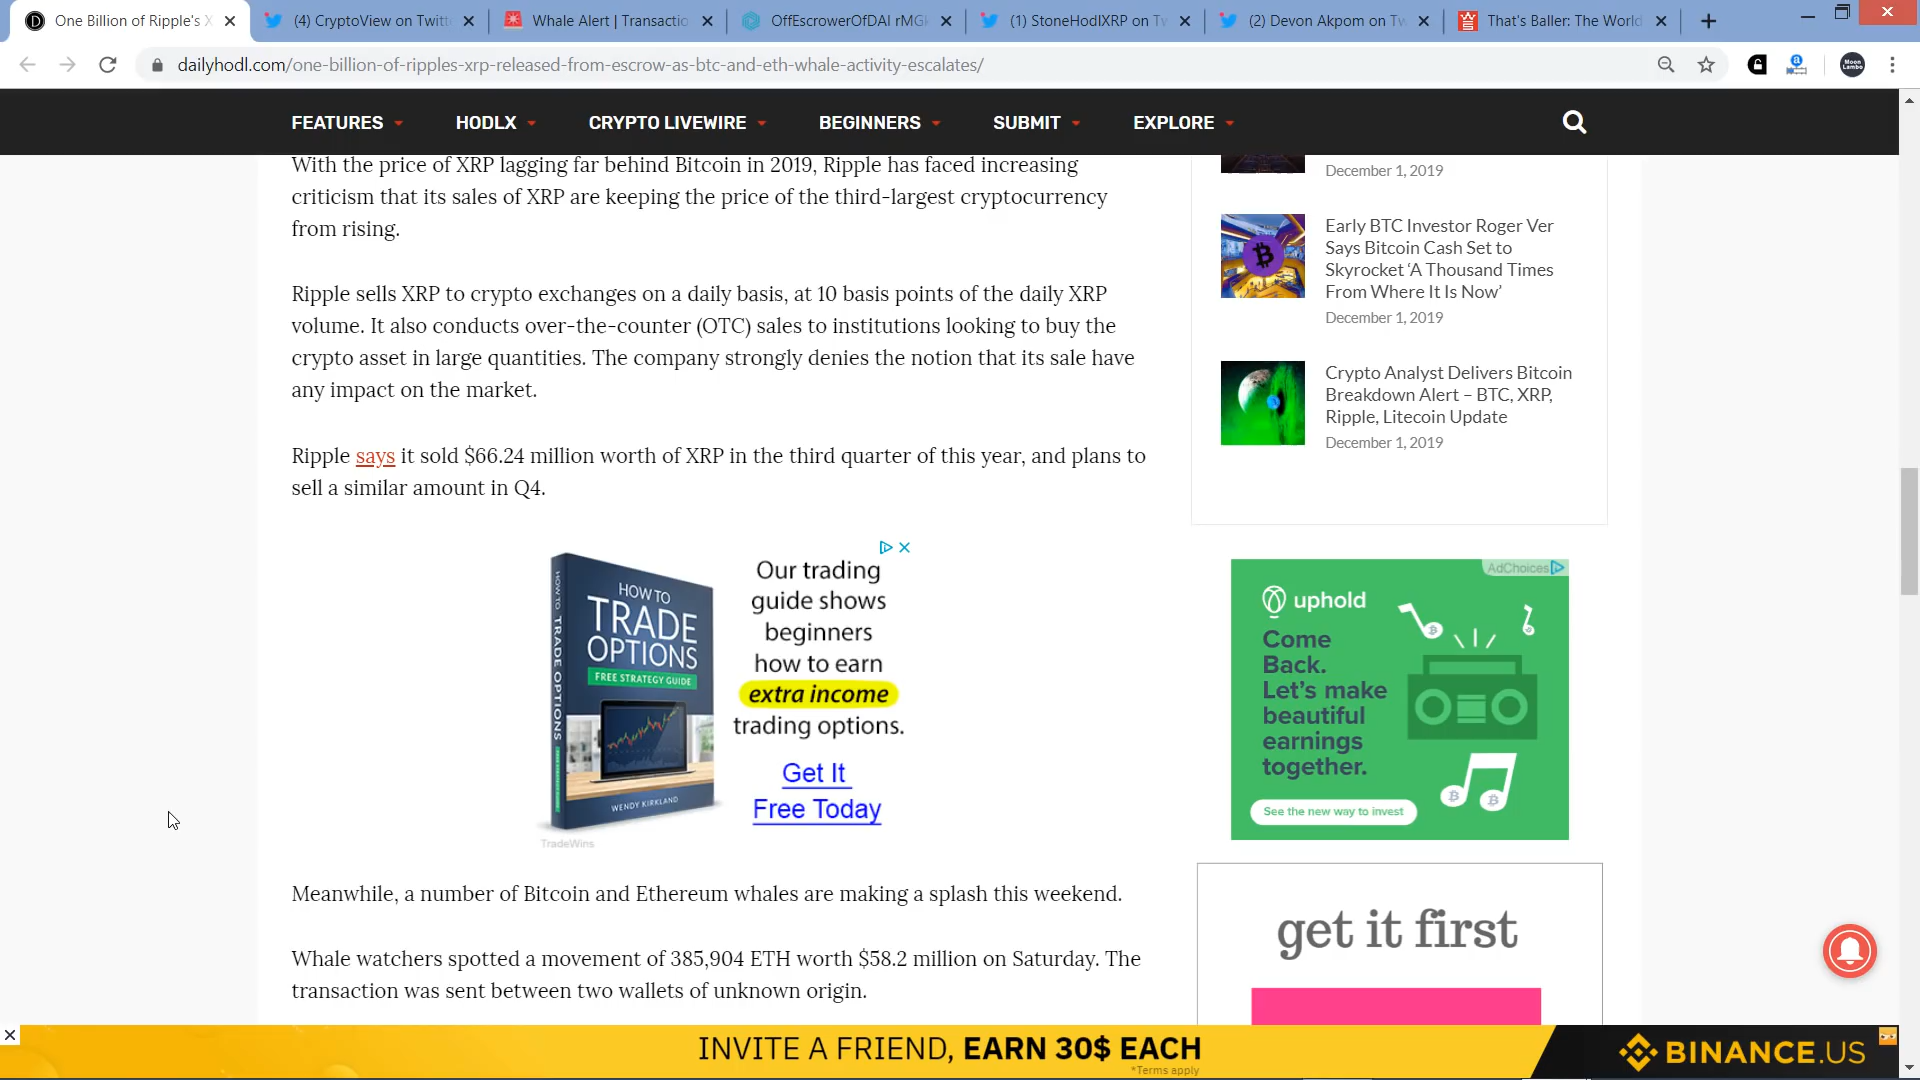 One Billion of Ripple's X
(4) CryptoView on Twitt
Whale Alert | Transactio
OffEscrowerOfDAI rMGk
(1) StoneHodlXRP on Tw
(2) Devon Akpom on Tw
That's Baller: The World
dailyhodl.com/one-billion-of-ripples-xrp-released-from-escrow-as-btc-and-eth-whale-activity-escalates/
FEATURES HODLX CRYPTO LIVEWIRE BEGINNERS SUBMIT EXPLORE
With the price of XRP lagging far behind Bitcoin in 2019, Ripple has faced increasing
criticism that its sales of XRP are keeping the price of the third-largest cryptocurrency
from rising.
Ripple sells XRP to crypto exchanges on a daily basis, at 10 basis points of the daily XRP
volume. It also conducts over-the-counter (OTC) sales to institutions looking to buy the
crypto asset in large quantities. The company strongly denies the notion that its sale have
any impact on the market.
Ripple says it sold $66.24 million worth of XRP in the third quarter of this year, and plans to
sell a similar amount in Q4.
HOW TO TRADE OPTIONS
HOW TO
TRADE
OPTIONS
FREE STRATEGY GUIDE
WENDY KIRKLAND
TradeWins
Our trading
guide shows
beginners
how to earn
extra income
trading options.
Get It
Free Today
Meanwhile, a number of Bitcoin and Ethereum whales are making a splash this weekend.
Whale watchers spotted a movement of 385,904 ETH worth $58.2 million on Saturday. The
transaction was sent between two wallets of unknown origin.
December 1, 2019
Early BTC Investor Roger Ver
Says Bitcoin Cash Set to
Skyrocket ‘A Thousand Times
From Where It Is Now’
December 1, 2019
Crypto Analyst Delivers Bitcoin
Breakdown Alert – BTC, XRP,
Ripple, Litecoin Update
December 1, 2019
AdChoices
uphold
Come
Back.
Let's make
beautiful
earnings
together.
See the new way to invest
get it first
INVITE A FRIEND, EARN 30$ EACH
*Terms apply
BINANCE.US